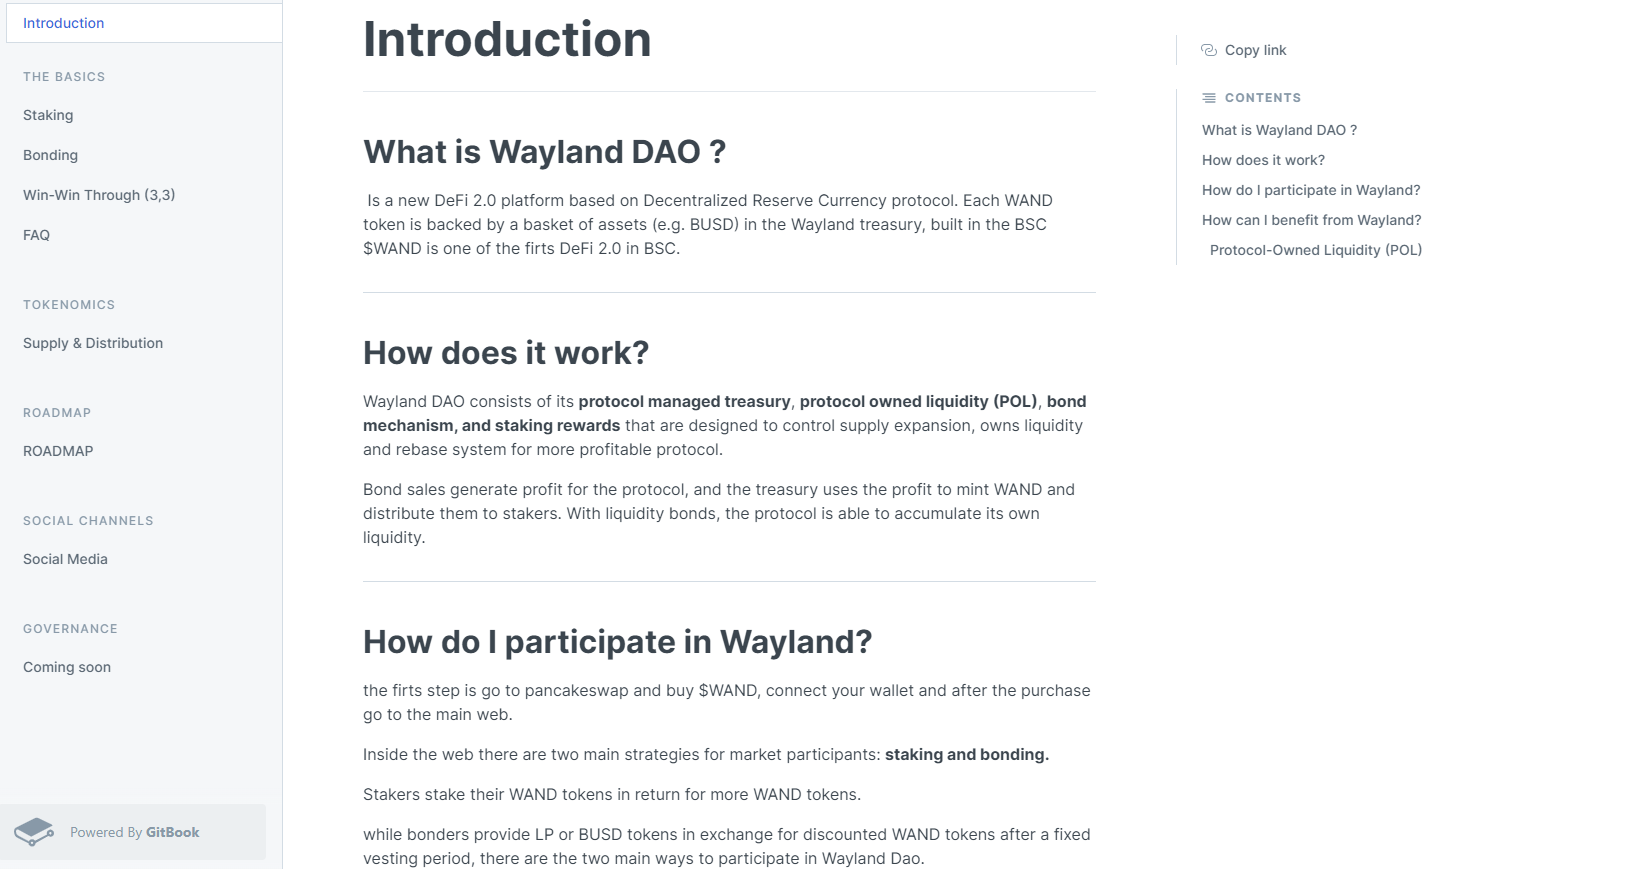 Introduction
THE BASICS
Staking
Bonding
Win-Win Through (3,3)
FAQ
TOKENOMICS
Supply & Distribution
ROADMAP
ROADMAP
SOCIAL CHANNELS
Social Media
GOVERNANCE
Coming soon
Powered By GitBook
Introduction
What is Wayland DAO ?
Is a new DeFi 2.0 platform based on Decentralized Reserve Currency protocol. Each WAND
token is backed by a basket of assets (e.g. BUSD) in the Wayland treasury, built in the BSC
$WAND is one of the firts DeFi 2.0 in BSC.
How does it work?
Wayland DAO consists of its protocol managed treasury, protocol owned liquidity (POL), bond
mechanism, and staking rewards that are designed to control supply expansion, owns liquidity
and rebase system for more profitable protocol.
Bond sales generate profit for the protocol, and the treasury uses the profit to mint WAND and
distribute them to stakers. With liquidity bonds, the protocol is able to accumulate its own
liquidity.
How do I participate in Wayland?
the firts step is go to pancakeswap and buy $WAND, connect your wallet and after the purchase
go to the main web.
Inside the web there are two main strategies for market participants: staking and bonding.
Stakers stake their WAND tokens in return for more WAND tokens.
while bonders provide LP or BUSD tokens in exchange for discounted WAND tokens after a fixed
vesting period, there are the two main ways to participate in Wayland Dao.
Copy link
CONTENTS
What is Wayland DAO ?
How does it work?
How do I participate in Wayland?
How can I benefit from Wayland?
Protocol-Owned Liquidity (POL)